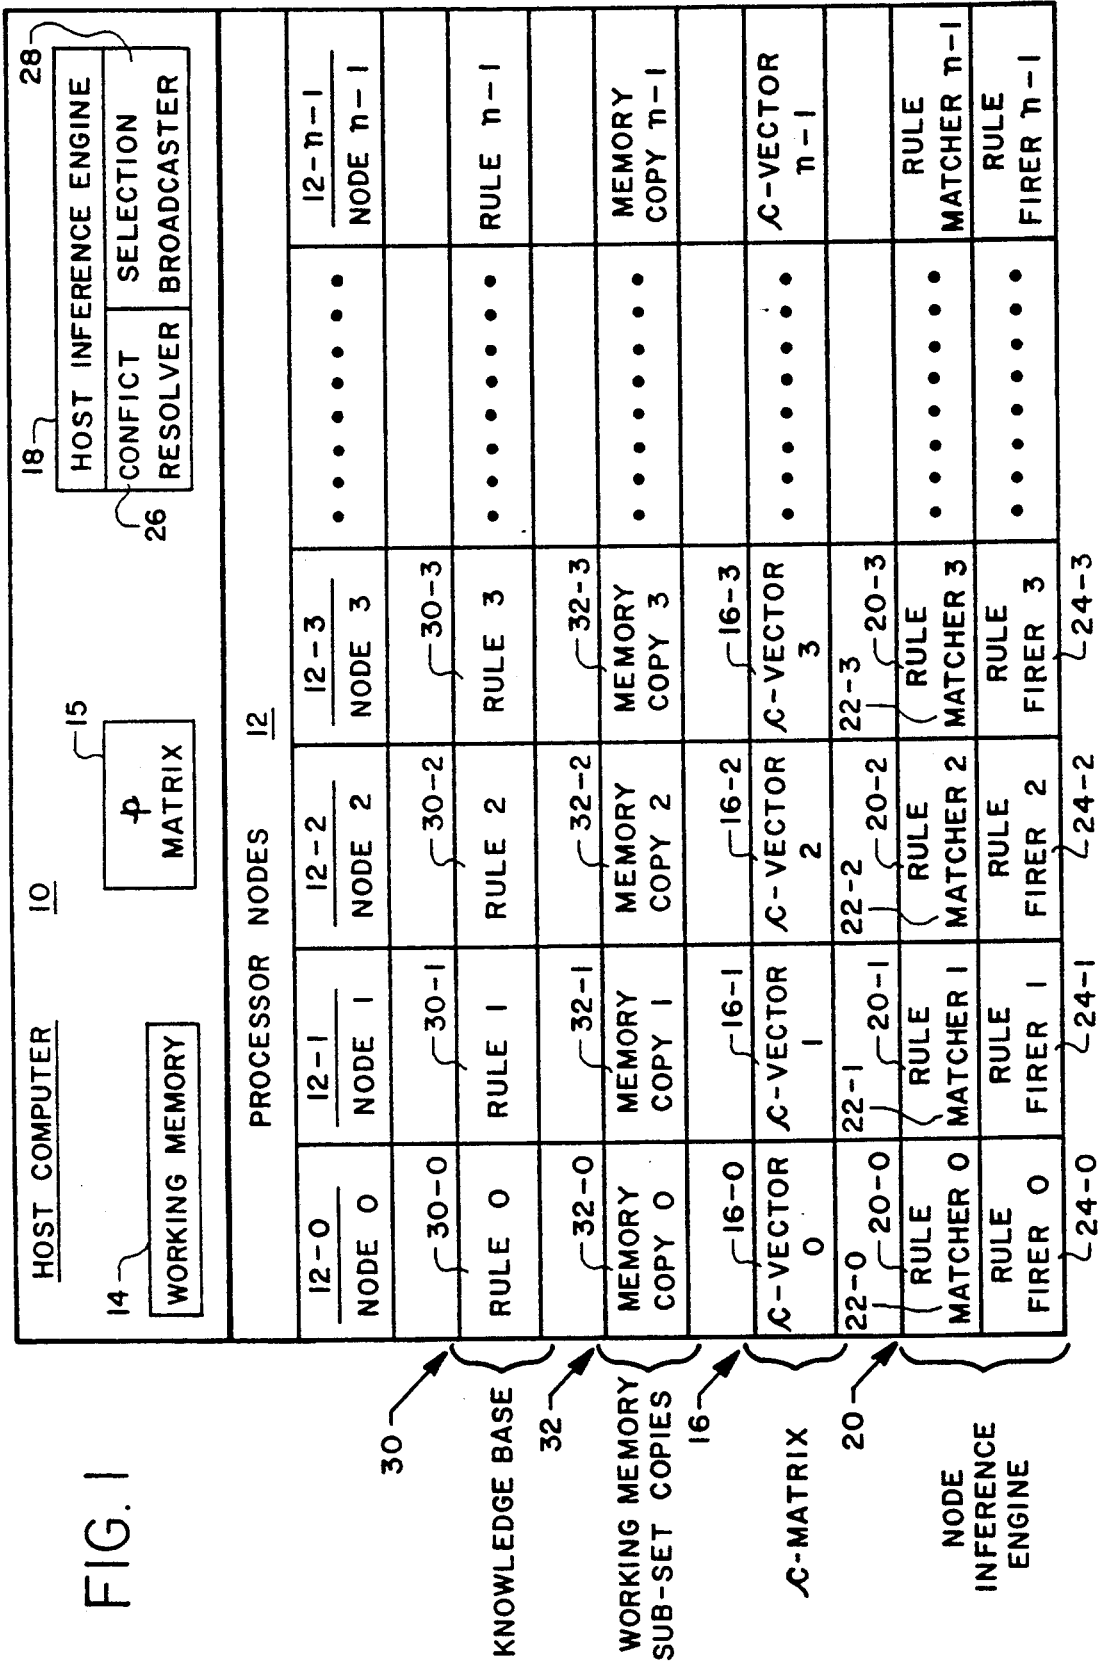 FIG. 1
HOST COMPUTER
10
14
WORKING MEMORY
15
p
MATRIX
18
28
HOST INFERENCE ENGINE
CONFICT
RESOLVER
SELECTION
BROADCASTER
26
PROCESSOR NODES 12
12-0
NODE 0
12-1
NODE 1
12-2
NODE 2
12-3
NODE 3
12-n-1
NODE n-1
30
30-0
30-1
30-2
30-3
KNOWLEDGE BASE
RULE 0
RULE 1
RULE 2
RULE 3
RULE n-1
32
32-0
32-1
32-2
32-3
WORKING MEMORY
SUB-SET COPIES
MEMORY
COPY 0
MEMORY
COPY 1
MEMORY
COPY 2
MEMORY
COPY 3
MEMORY
COPY n-1
16
16-0
16-1
16-2
16-3
C-MATRIX
C-VECTOR
0
C-VECTOR
1
C-VECTOR
2
C-VECTOR
3
C-VECTOR
n-1
20
22-0
20-0
22-1
20-1
22-2
20-2
22-3
20-3
NODE
INFERENCE
ENGINE
RULE
MATCHER 0
RULE
MATCHER 1
RULE
MATCHER 2
RULE
MATCHER 3
RULE
MATCHER n-1
RULE
FIRER 0
RULE
FIRER 1
RULE
FIRER 2
RULE
FIRER 3
RULE
FIRER n-1
24-0
24-1
24-2
24-3